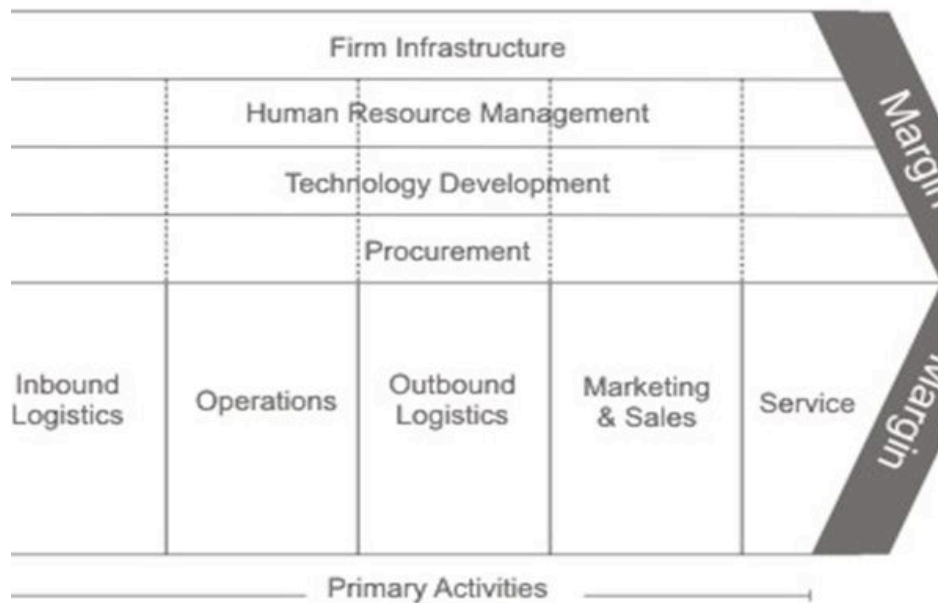 Firm Infrastructure
Human Resource Management
Technology Development
Procurement
Margin
Inbound
Logistics
Operations
Outbound
Logistics
Marketing
& Sales
Service
Margin
Primary Activities